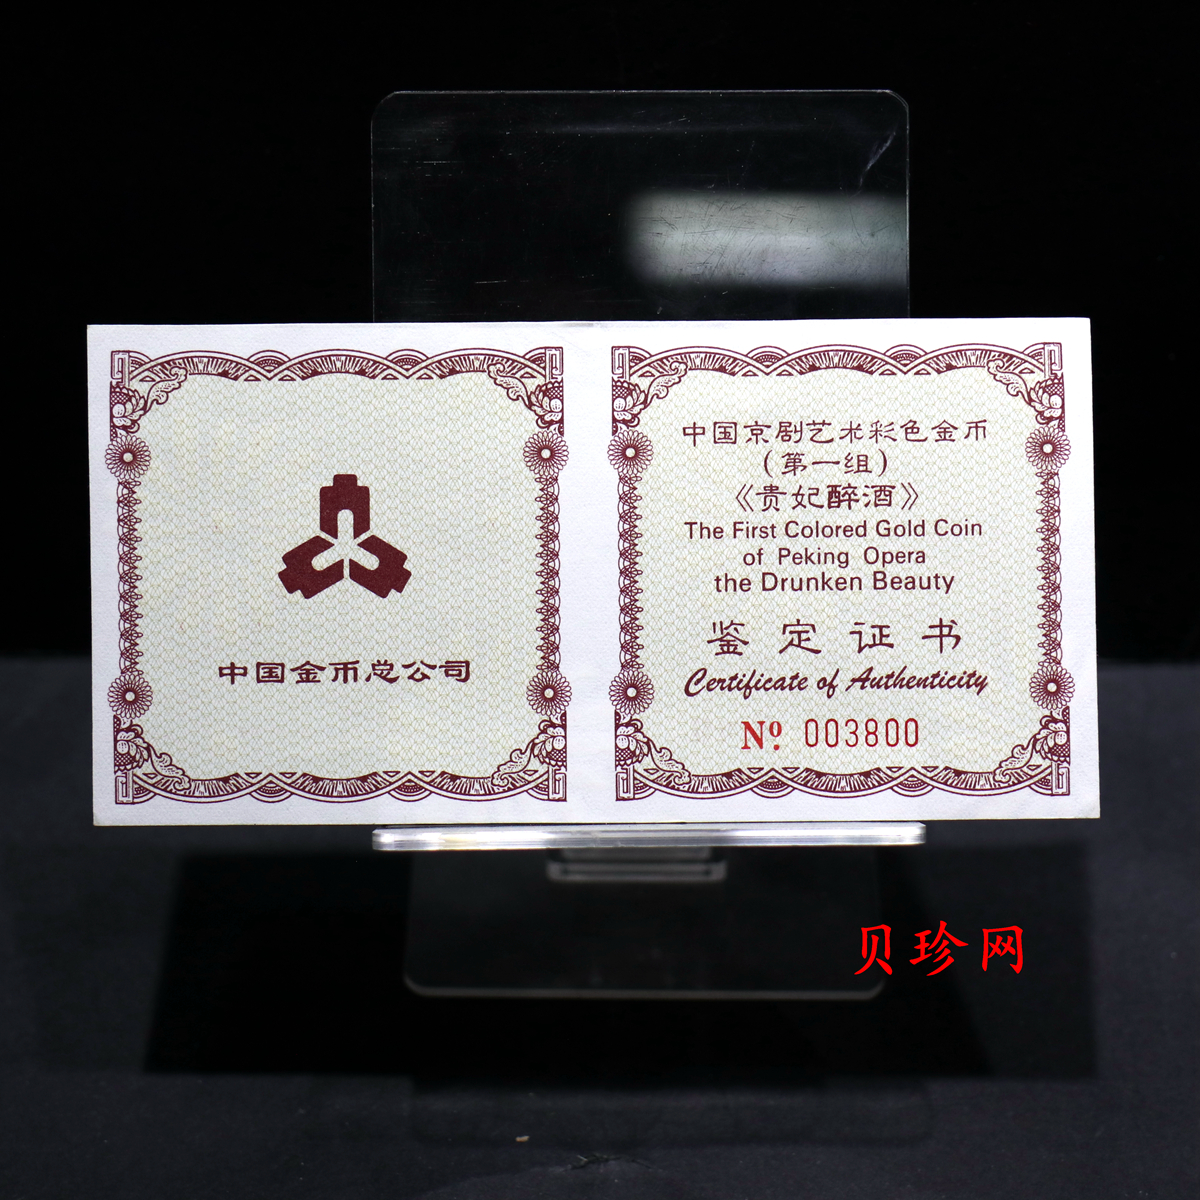 中国金币总公司
中国京剧艺术彩色金币
（第一组）
《贵妃醉酒》
The First Colored Gold Coin
of Peking Opera
the Drunken Beauty
鉴定证书
Certificate of Authenticity
Nº. 003800
贝珍网